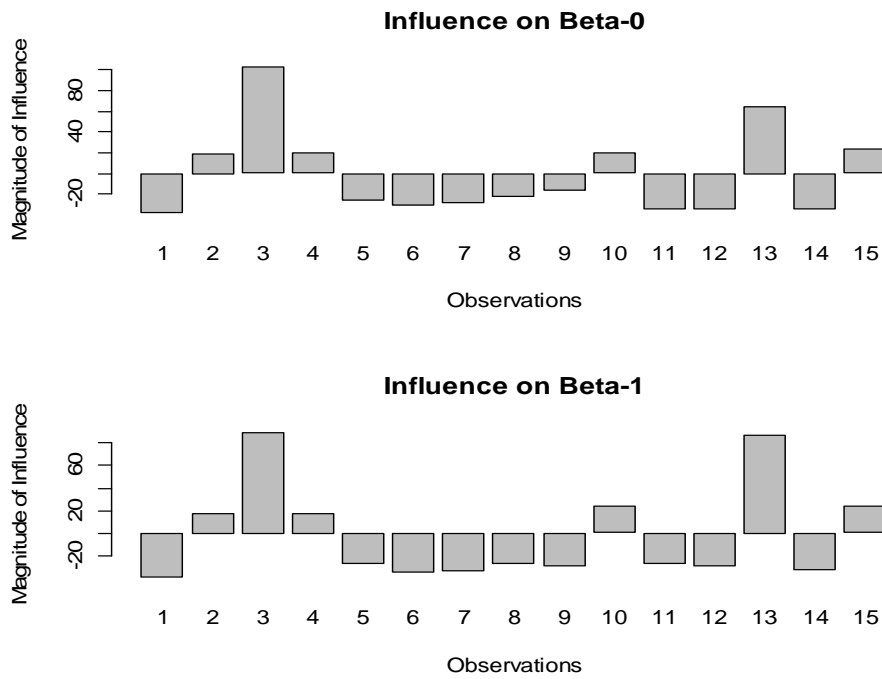 Influence on Beta-0
Magnitude of Influence
80
40
-20
1 2 3 4 5 6 7 8 9 10 11 12 13 14 15
Observations
Influence on Beta-1
Magnitude of Influence
60
20
-20
1 2 3 4 5 6 7 8 9 10 11 12 13 14 15
Observations